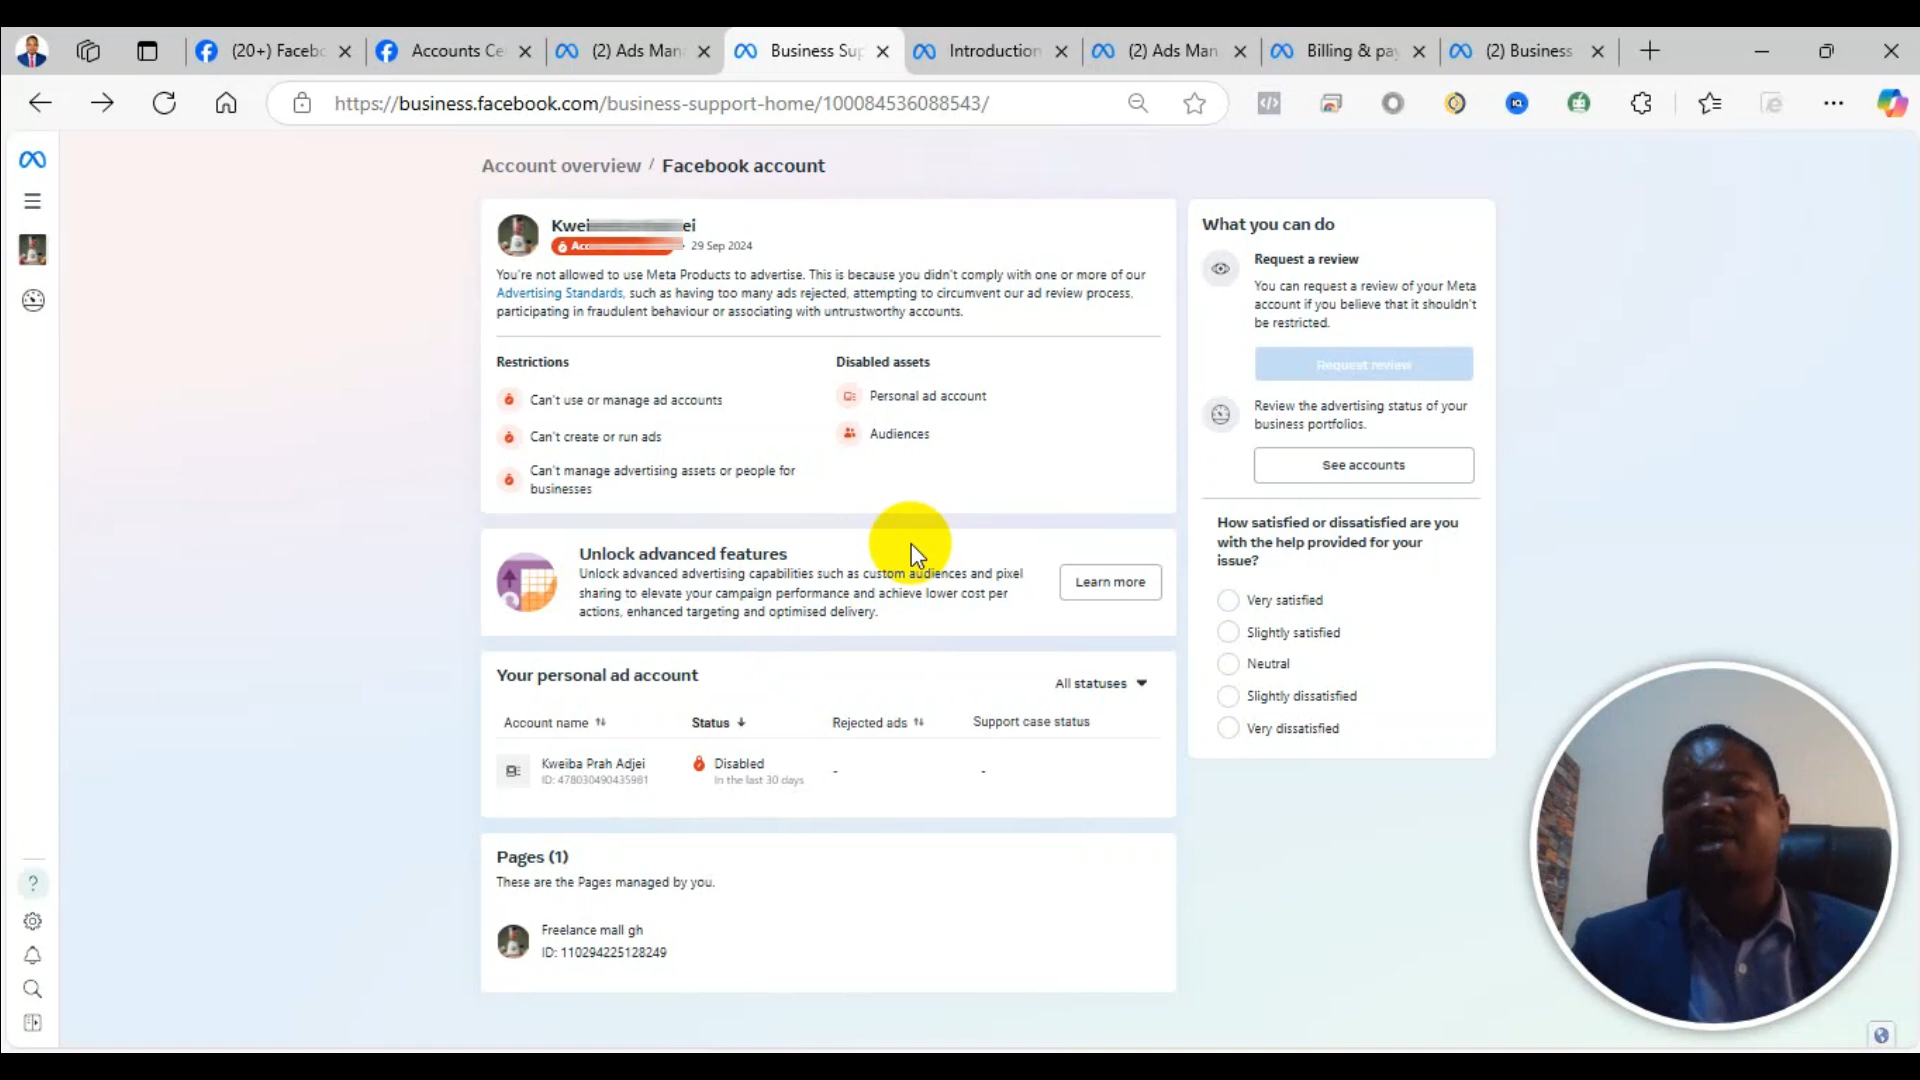 (20+) Facebo
Accounts Ce
(2) Ads Man
Business Sup
Introduction
(2) Ads Man
Billing & pay
(2) Business
https://business.facebook.com/business-support-home/100084536088543/
Account overview / Facebook account
Kwei ei
Acc 29 Sep 2024
You're not allowed to use Meta Products to advertise. This is because you didn't comply with one or more of our
Advertising Standards, such as having too many ads rejected, attempting to circumvent our ad review process,
participating in fraudulent behaviour or associating with untrustworthy accounts.
Restrictions
Can't use or manage ad accounts
Can't create or run ads
Can't manage advertising assets or people for
businesses
Disabled assets
Personal ad account
Audiences
Unlock advanced features
Unlock advanced advertising capabilities such as custom audiences and pixel
sharing to elevate your campaign performance and achieve lower cost per
actions, enhanced targeting and optimised delivery.
Learn more
Your personal ad account
All statuses
Account name
Status
Rejected ads
Support case status
Kweiba Prah Adjei
ID: 478030490435981
Disabled
In the last 30 days
-
-
Pages (1)
These are the Pages managed by you.
Freelance mall gh
ID: 110294225128249
What you can do
Request a review
You can request a review of your Meta
account if you believe that it shouldn't
be restricted.
Request review
Review the advertising status of your
business portfolios.
See accounts
How satisfied or dissatisfied are you
with the help provided for your
issue?
Very satisfied
Slightly satisfied
Neutral
Slightly dissatisfied
Very dissatisfied